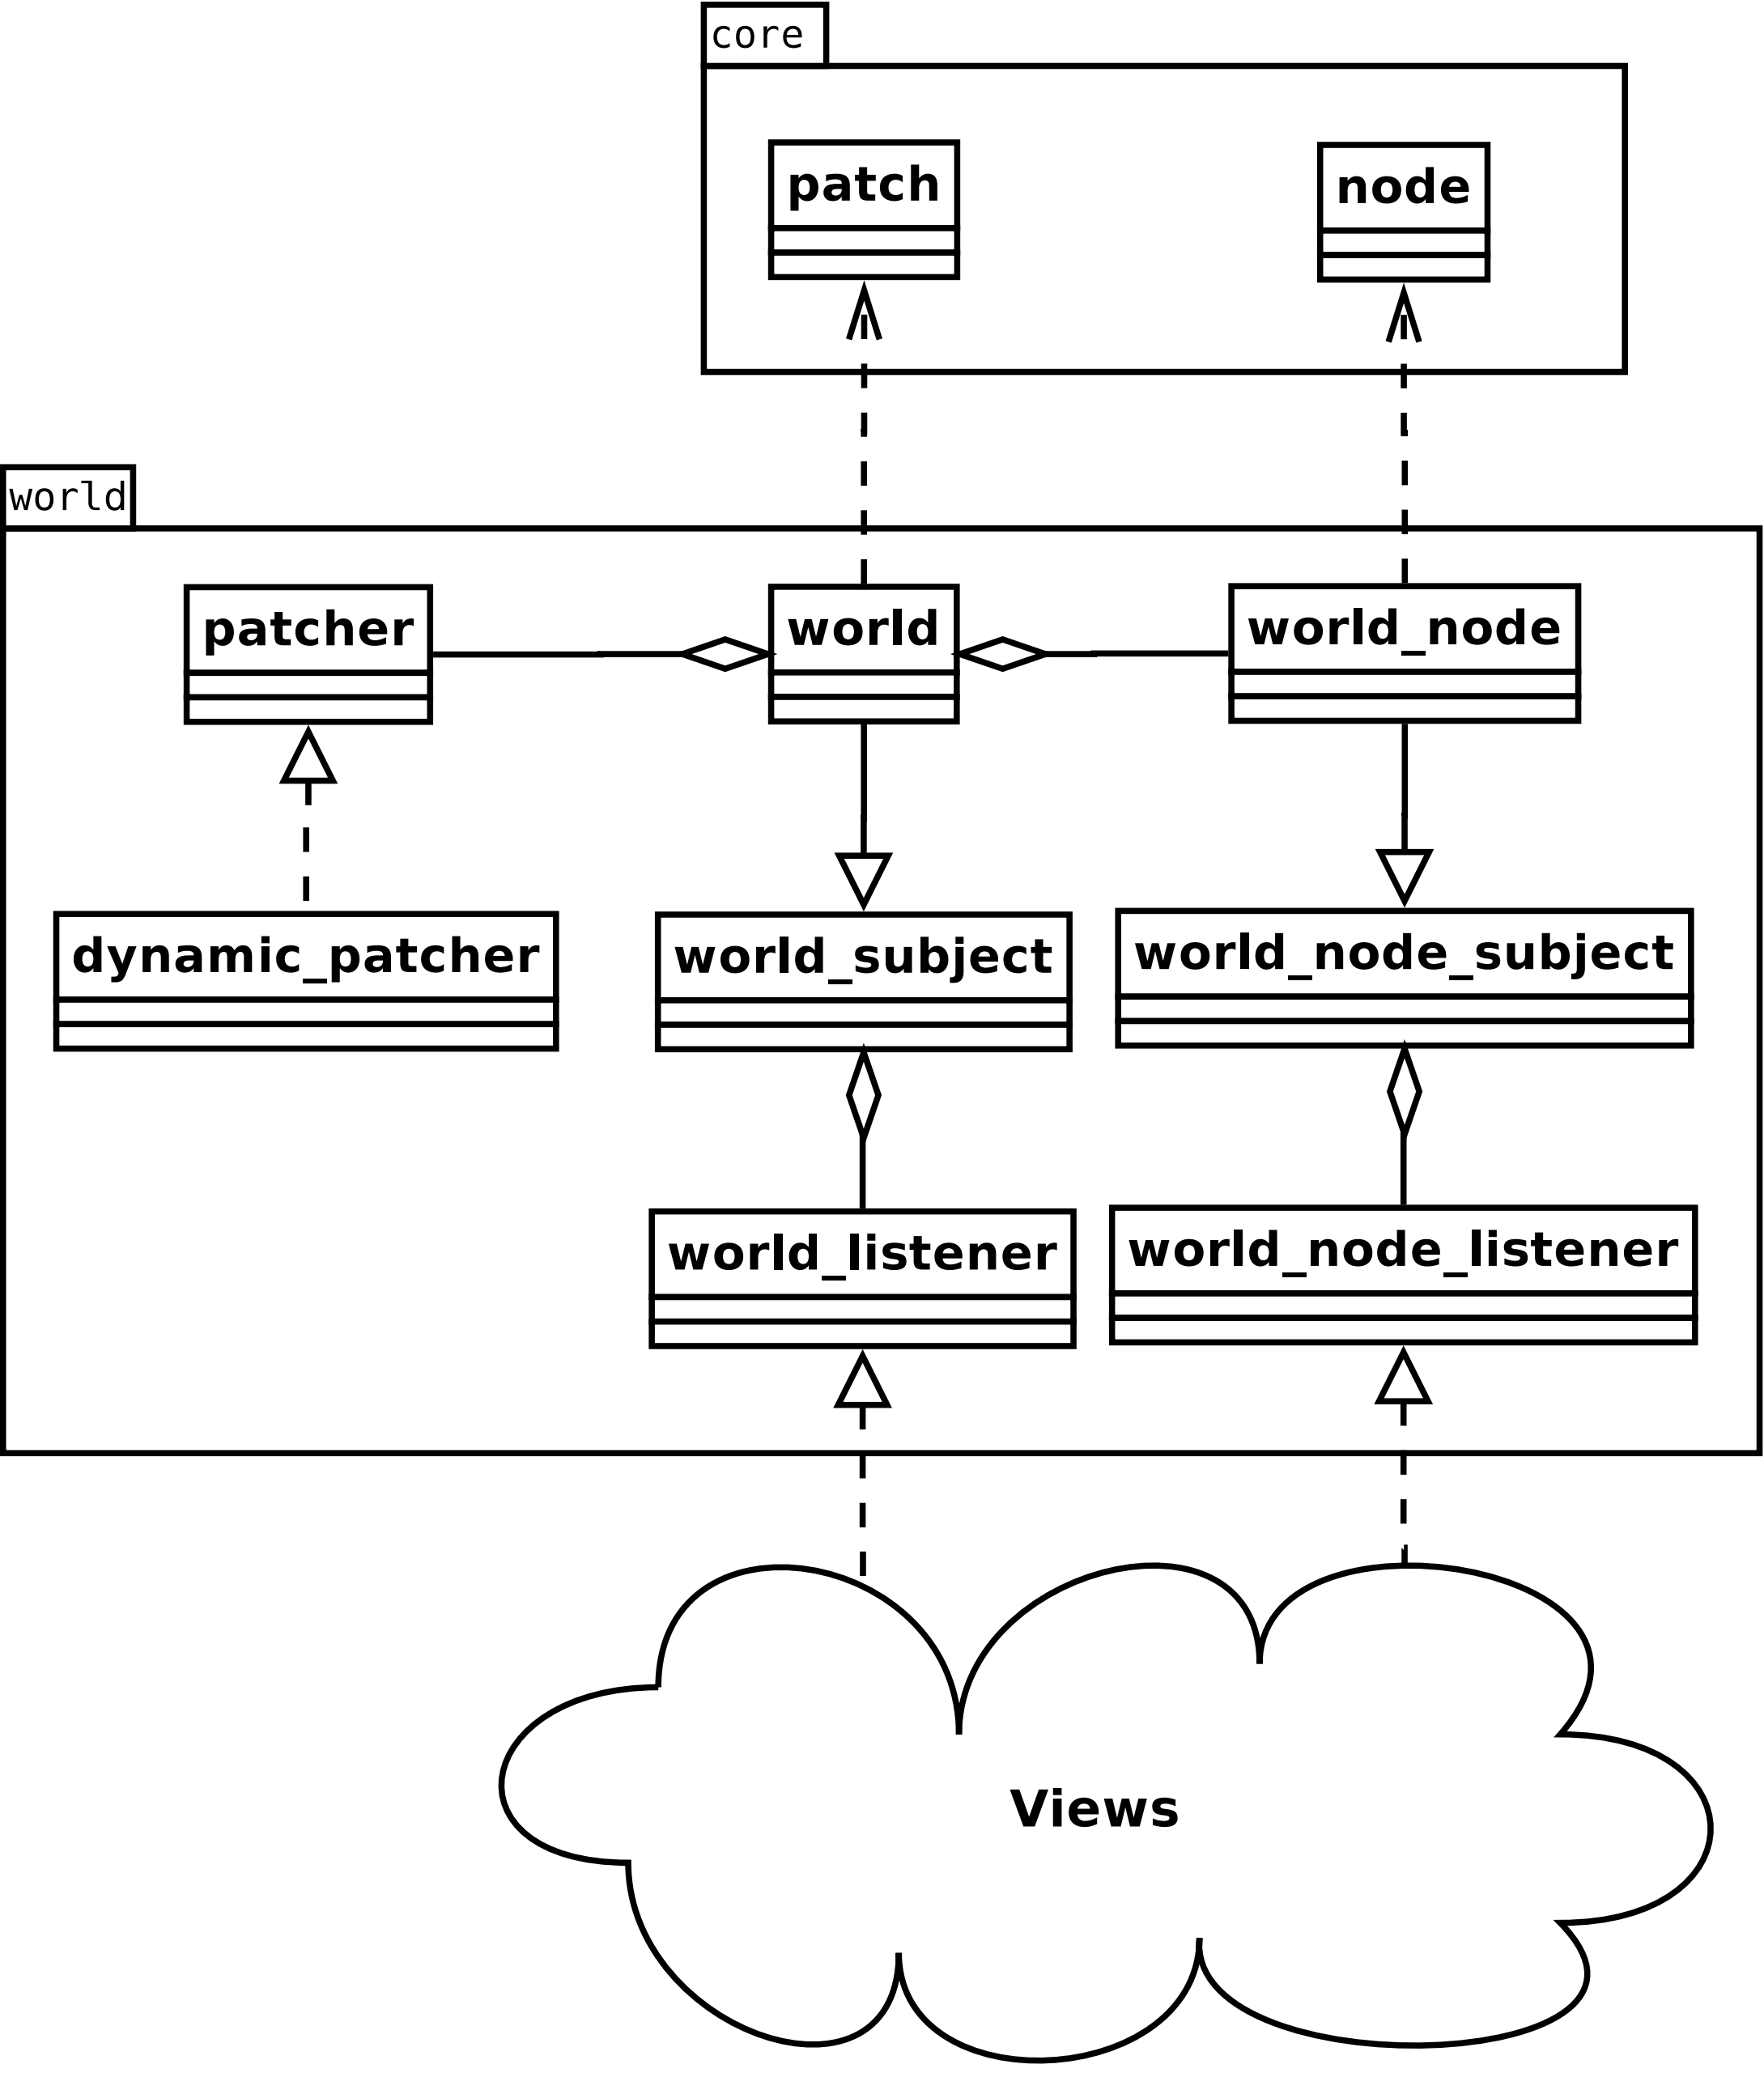 core
patch
node
world
patcher
world
world_node
dynamic_patcher
world_subject
world_node_subject
world_listener
world_node_listener
Views